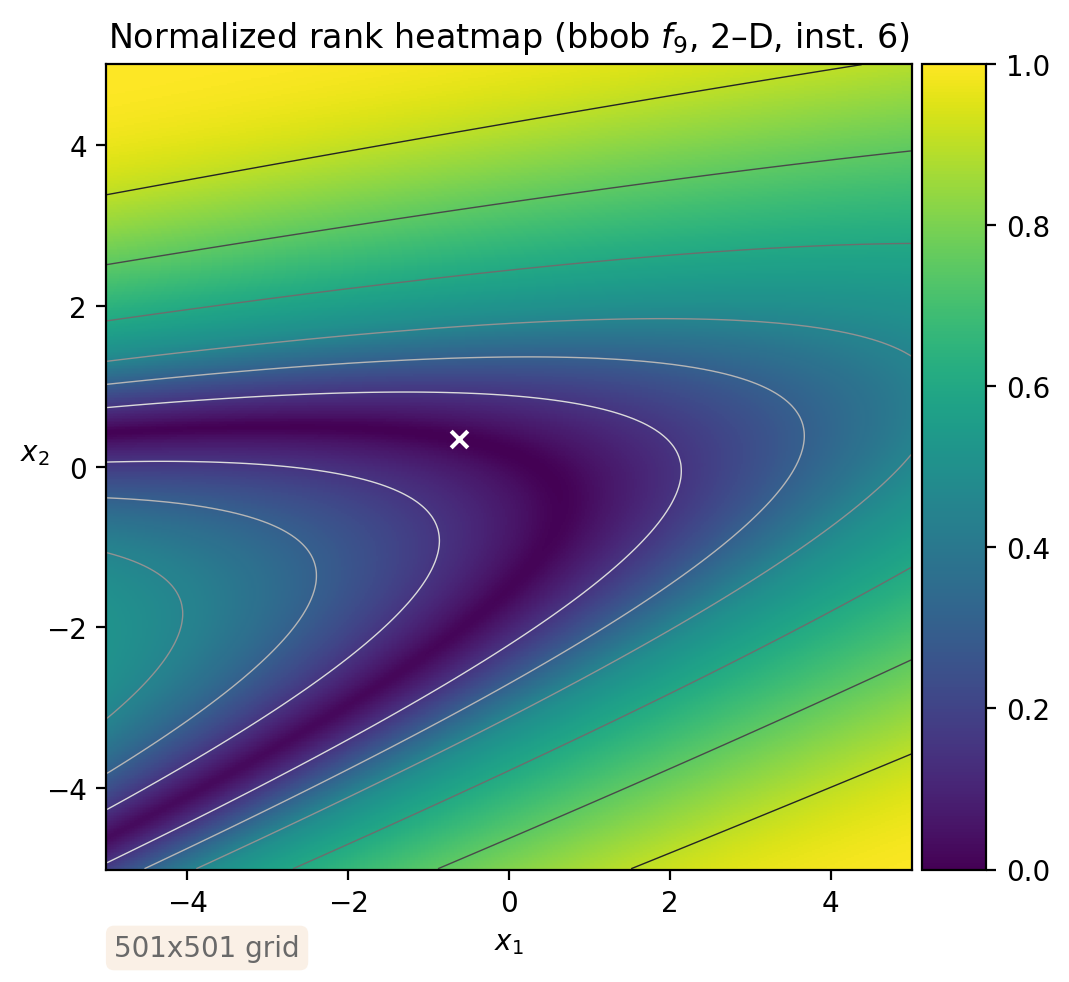 Normalized rank heatmap (bbob f₉, 2–D, inst. 6)
1.0
0.8
0.6
0.4
0.2
0.0
4
2
0
−2
−4
x₂
−4 −2 0 2 4
x₁
501x501 grid